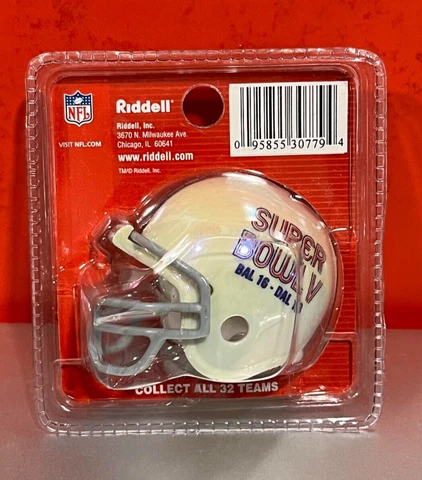 NFL
VISIT NFL.COM
Riddell®
Riddell, Inc.
3670 N. Milwaukee Ave.
Chicago, IL 60641
www.riddell.com
TM/© Riddell, Inc.
0 95855 30779 4
SUPER
BOWL V
BAL 16 - DAL
COLLECT ALL 32 TEAMS